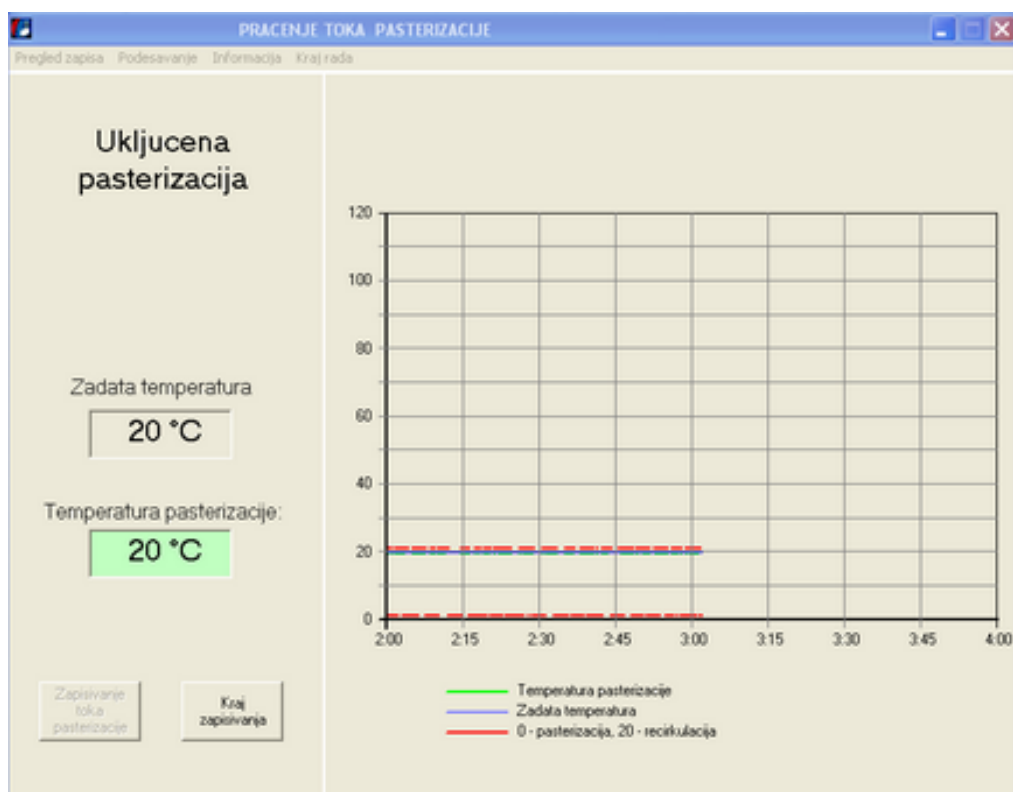 PRACENJE TOKA PASTERIZACIJE
Pregled zapisa Podesavanje Informacija Kraj rada
Ukljucena
pasterizacija
Zadata temperatura
20 °C
Temperatura pasterizacije:
20 °C
Zapisivanje
toka
pasterizacije
Kraj
zapisivanja
120
100
80
60
40
20
0
2:00 2:15 2:30 2:45 3:00 3:15 3:30 3:45 4:00
Temperatura pasterizacije
Zadata temperatura
0 - pasterizacija, 20 - recirkulacija